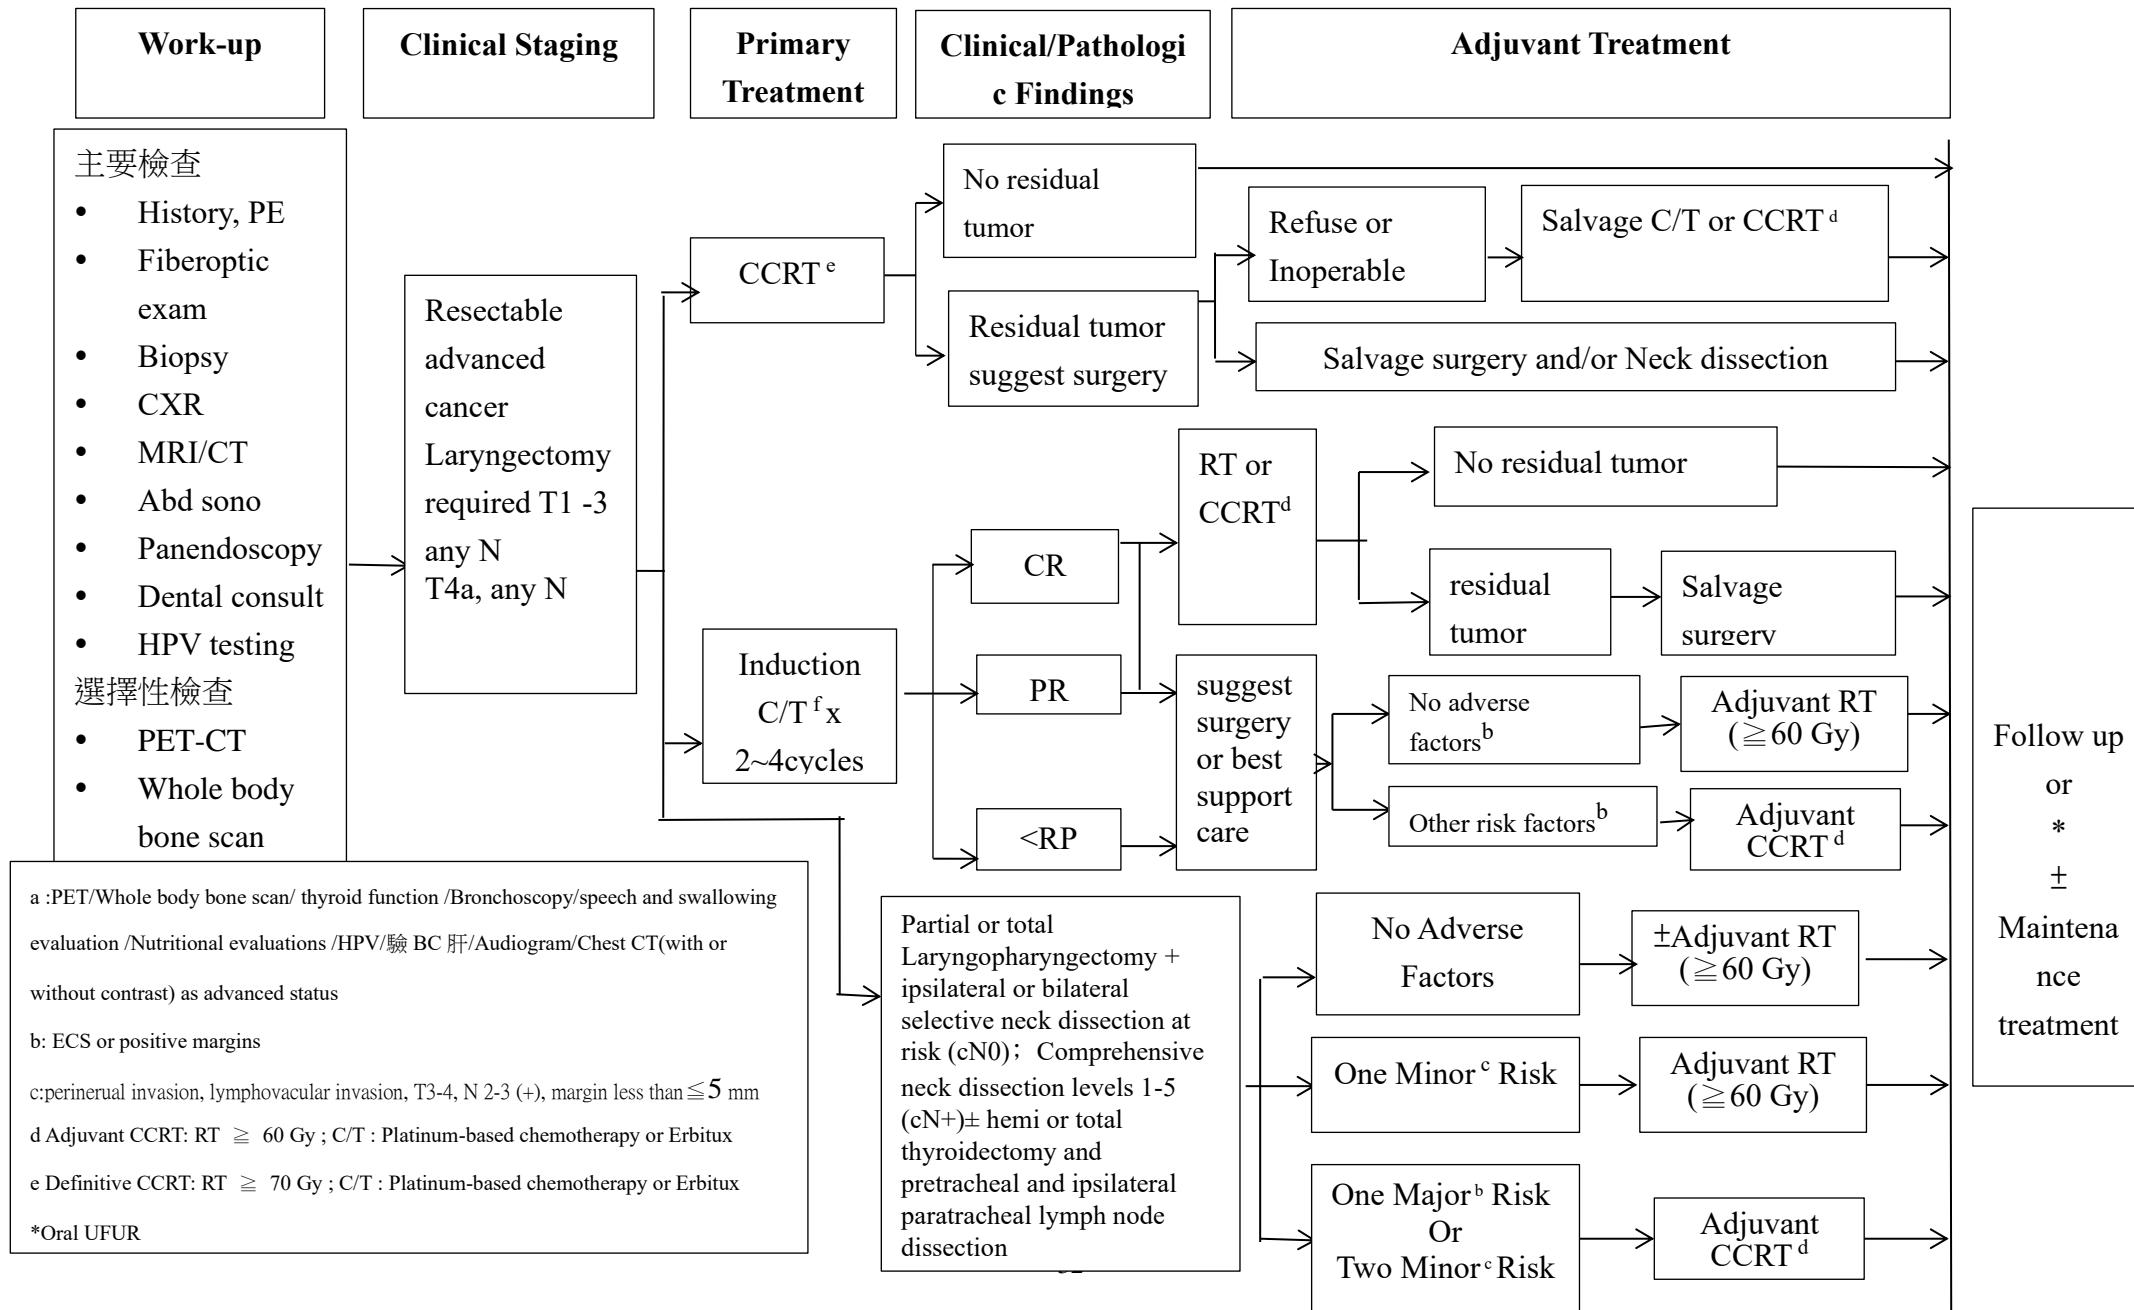 Work-up
Clinical Staging
Primary
Treatment
Clinical/Pathologi
c Findings
Adjuvant Treatment
主要檢查
• History, PE
• Fiberoptic
exam
• Biopsy
• CXR
• MRI/CT
• Abd sono
• Panendoscopy
• Dental consult
• HPV testing
選擇性檢查
• PET-CT
• Whole body
bone scan
Resectable
advanced
cancer
Laryngectomy
required T1 -3
any N
T4a, any N
CCRT e
No residual
tumor
Residual tumor
suggest surgery
Refuse or
Inoperable
Salvage C/T or CCRT d
Salvage surgery and/or Neck dissection
Induction
C/T f x
2~4cycles
CR
PR
<RP
RT or
CCRTd
No residual tumor
residual
tumor
Salvage
surgery
suggest
surgery
or best
support
care
No adverse
factorsb
Adjuvant RT
(≧60 Gy)
Other risk factorsb
Adjuvant
CCRT d
Partial or total
Laryngopharyngectomy +
ipsilateral or bilateral
selective neck dissection at
risk (cN0); Comprehensive
neck dissection levels 1-5
(cN+)± hemi or total
thyroidectomy and
pretracheal and ipsilateral
paratracheal lymph node
dissection
No Adverse
Factors
±Adjuvant RT
(≧60 Gy)
One Minor c Risk
Adjuvant RT
(≧60 Gy)
One Major b Risk
Or
Two Minor c Risk
Adjuvant
CCRT d
Follow up
or
*
±
Maintena
nce
treatment
a :PET/Whole body bone scan/ thyroid function /Bronchoscopy/speech and swallowing
evaluation /Nutritional evaluations /HPV/驗 BC 肝/Audiogram/Chest CT(with or
without contrast) as advanced status
b: ECS or positive margins
c:perinerual invasion, lymphovacular invasion, T3-4, N 2-3 (+), margin less than≦5 mm
d Adjuvant CCRT: RT ≧ 60 Gy ; C/T : Platinum-based chemotherapy or Erbitux
e Definitive CCRT: RT ≧ 70 Gy ; C/T : Platinum-based chemotherapy or Erbitux
*Oral UFUR